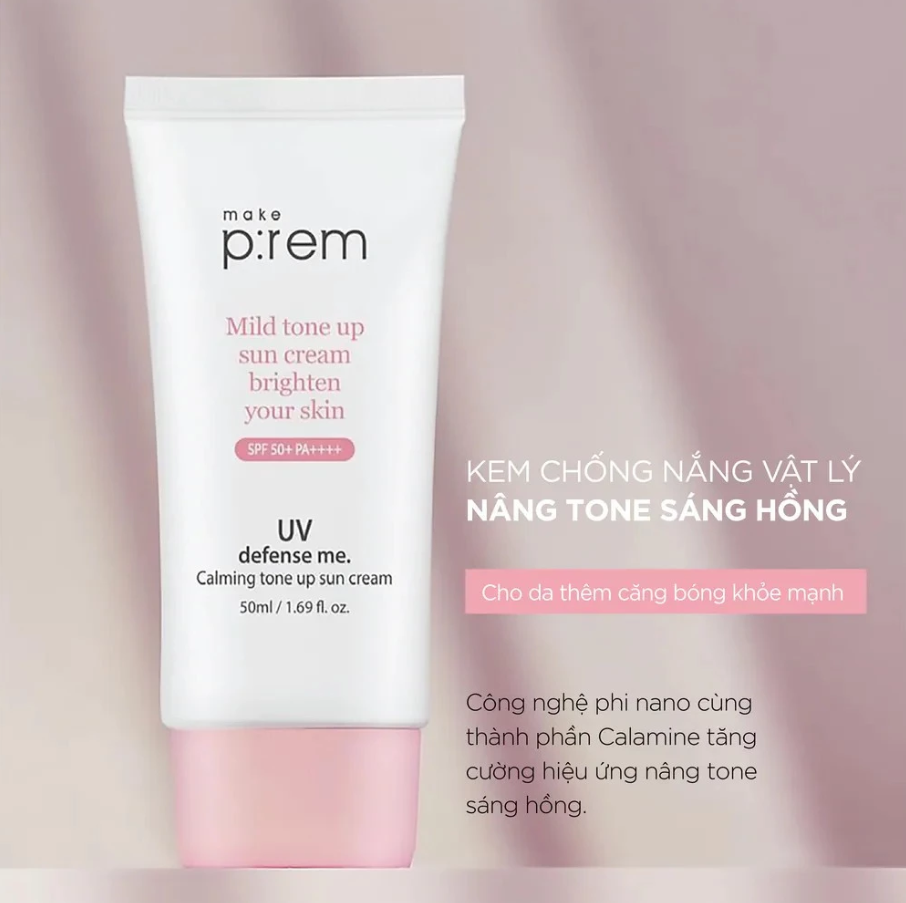 make
p:rem
Mild tone up
sun cream
brighten
your skin
SPF 50+ PA++++
UV
defense me.
Calming tone up sun cream
50ml / 1.69 fl. oz.
KEM CHỐNG NẮNG VẬT LÝ
NÂNG TONE SÁNG HỒNG
Cho da thêm căng bóng khỏe mạnh
Công nghệ phi nano cùng
thành phần Calamine tăng
cường hiệu ứng nâng tone
sáng hồng.